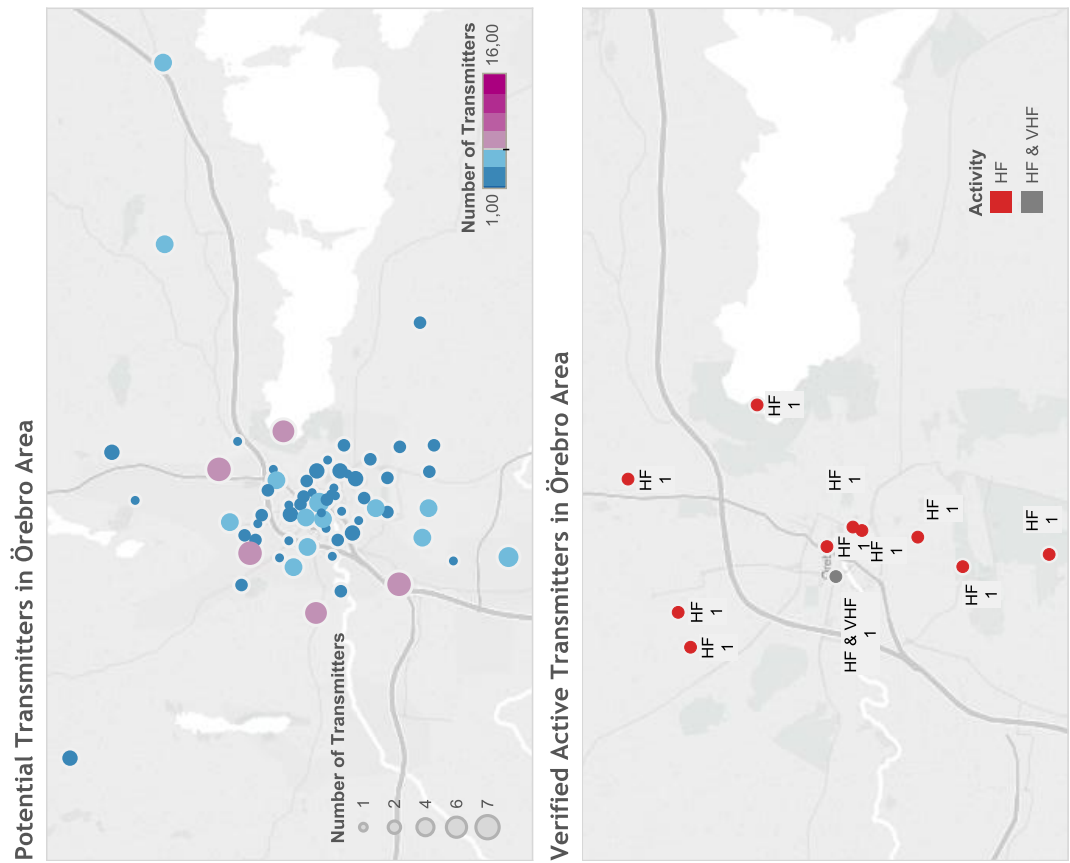 Potential Transmitters in Örebro Area
Number of Transmitters
1
2
4
6
7
Number of Transmitters
1,00
16,00
Verified Active Transmitters in Örebro Area
HF
1
HF
1
HF
1
HF
1
HF & VHF
1
HF
1
HF
1
HF
1
HF
1
HF
1
HF
1
Activity
HF
HF & VHF